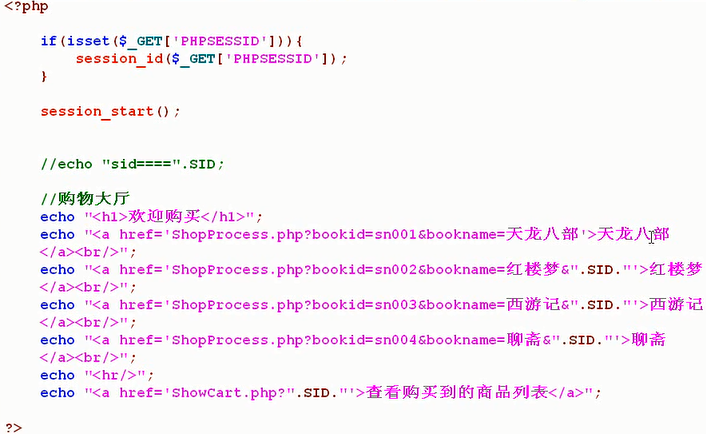 <?php
if(isset($_GET['PHPSESSID'])){
session_id($_GET['PHPSESSID']);
}
session_start();
//echo "sid====".SID;
//购物大厅
echo "<h1>欢迎购买</h1>";
echo "<a href='ShopProcess.php?bookid=sn001&bookname=天龙八部'>天龙八部
</a><br/>";
echo "<a href='ShopProcess.php?bookid=sn002&bookname=红楼梦&".SID."'>红楼梦
</a><br/>";
echo "<a href='ShopProcess.php?bookid=sn003&bookname=西游记&".SID."'>西游记
</a><br/>";
echo "<a href='ShopProcess.php?bookid=sn004&bookname=聊斋&".SID."'>聊斋
</a><br/>";
echo "<hr/>";
echo "<a href='ShowCart.php?".SID."'>查看购买到的商品列表</a>";
?>